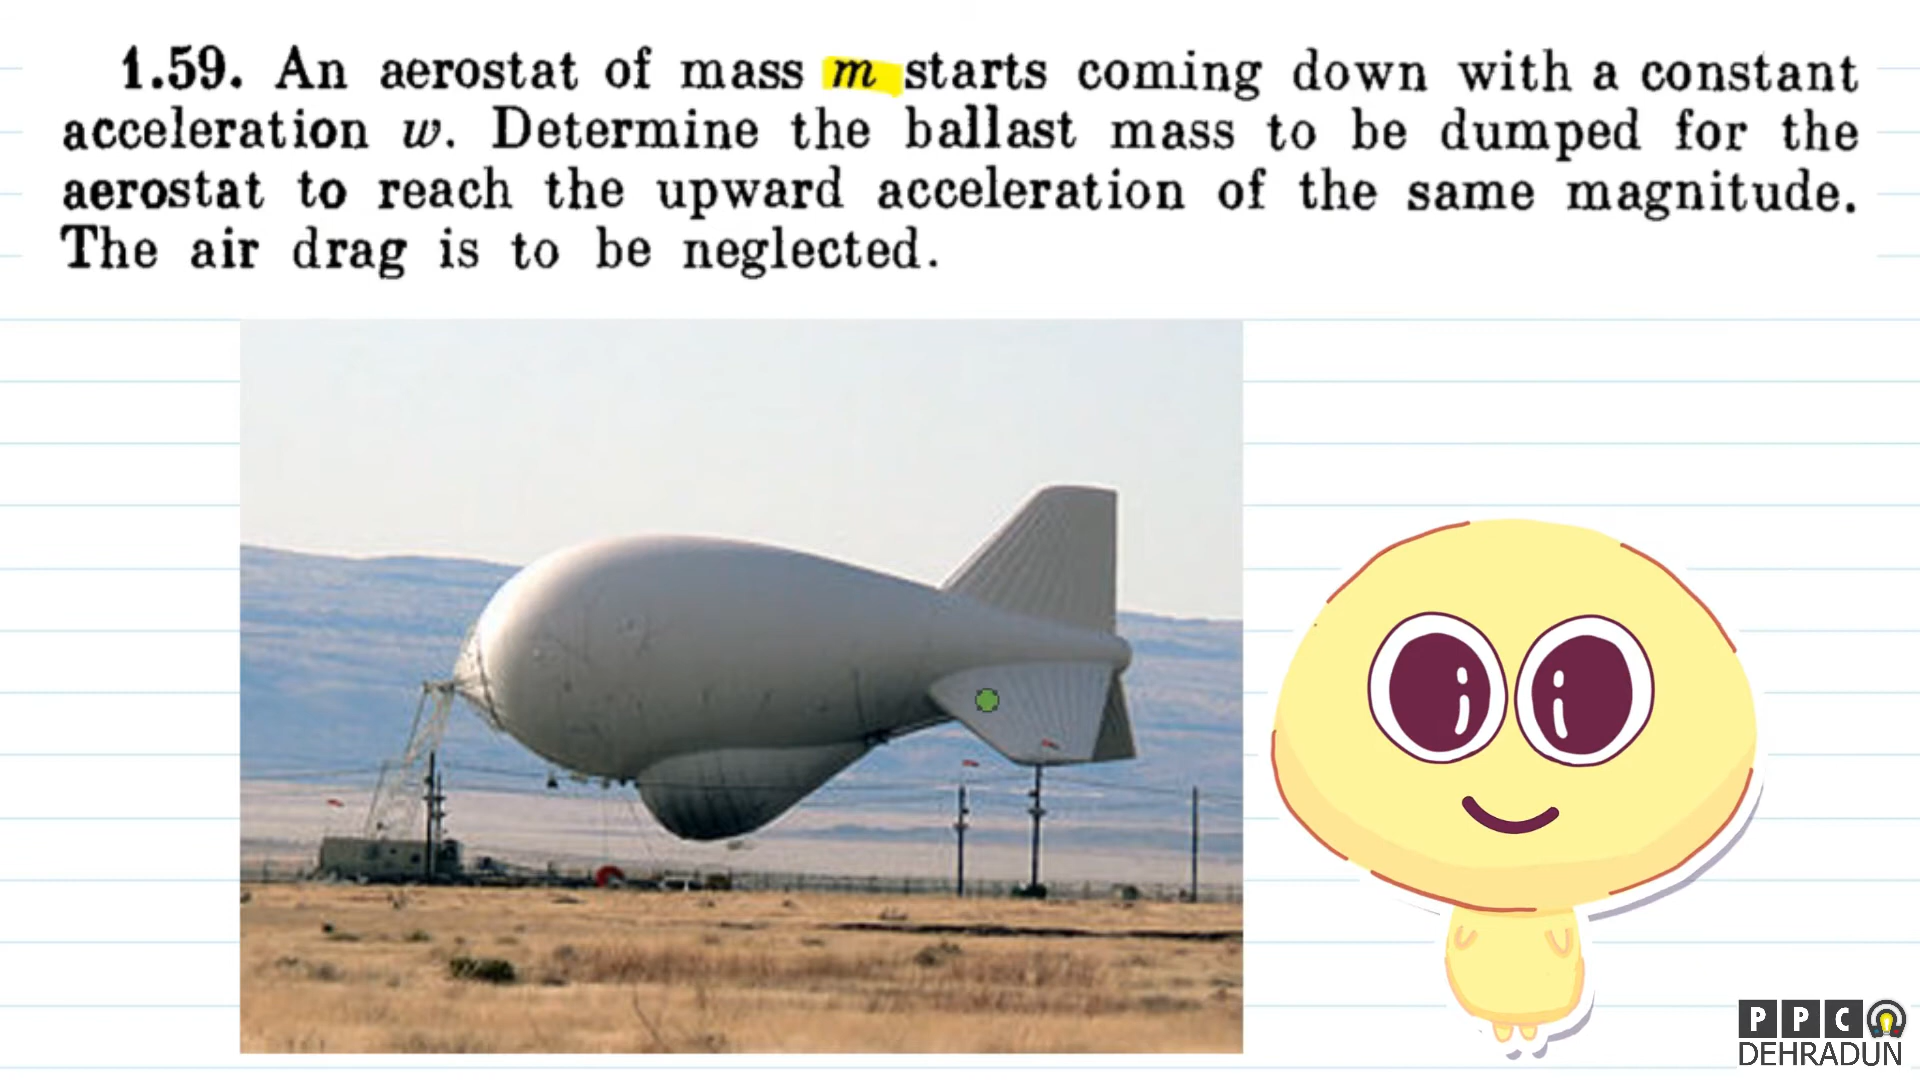 1.59. An aerostat of mass m starts coming down with a constant
acceleration w. Determine the ballast mass to be dumped for the
aerostat to reach the upward acceleration of the same magnitude.
The air drag is to be neglected.
PPC
DEHRADUN